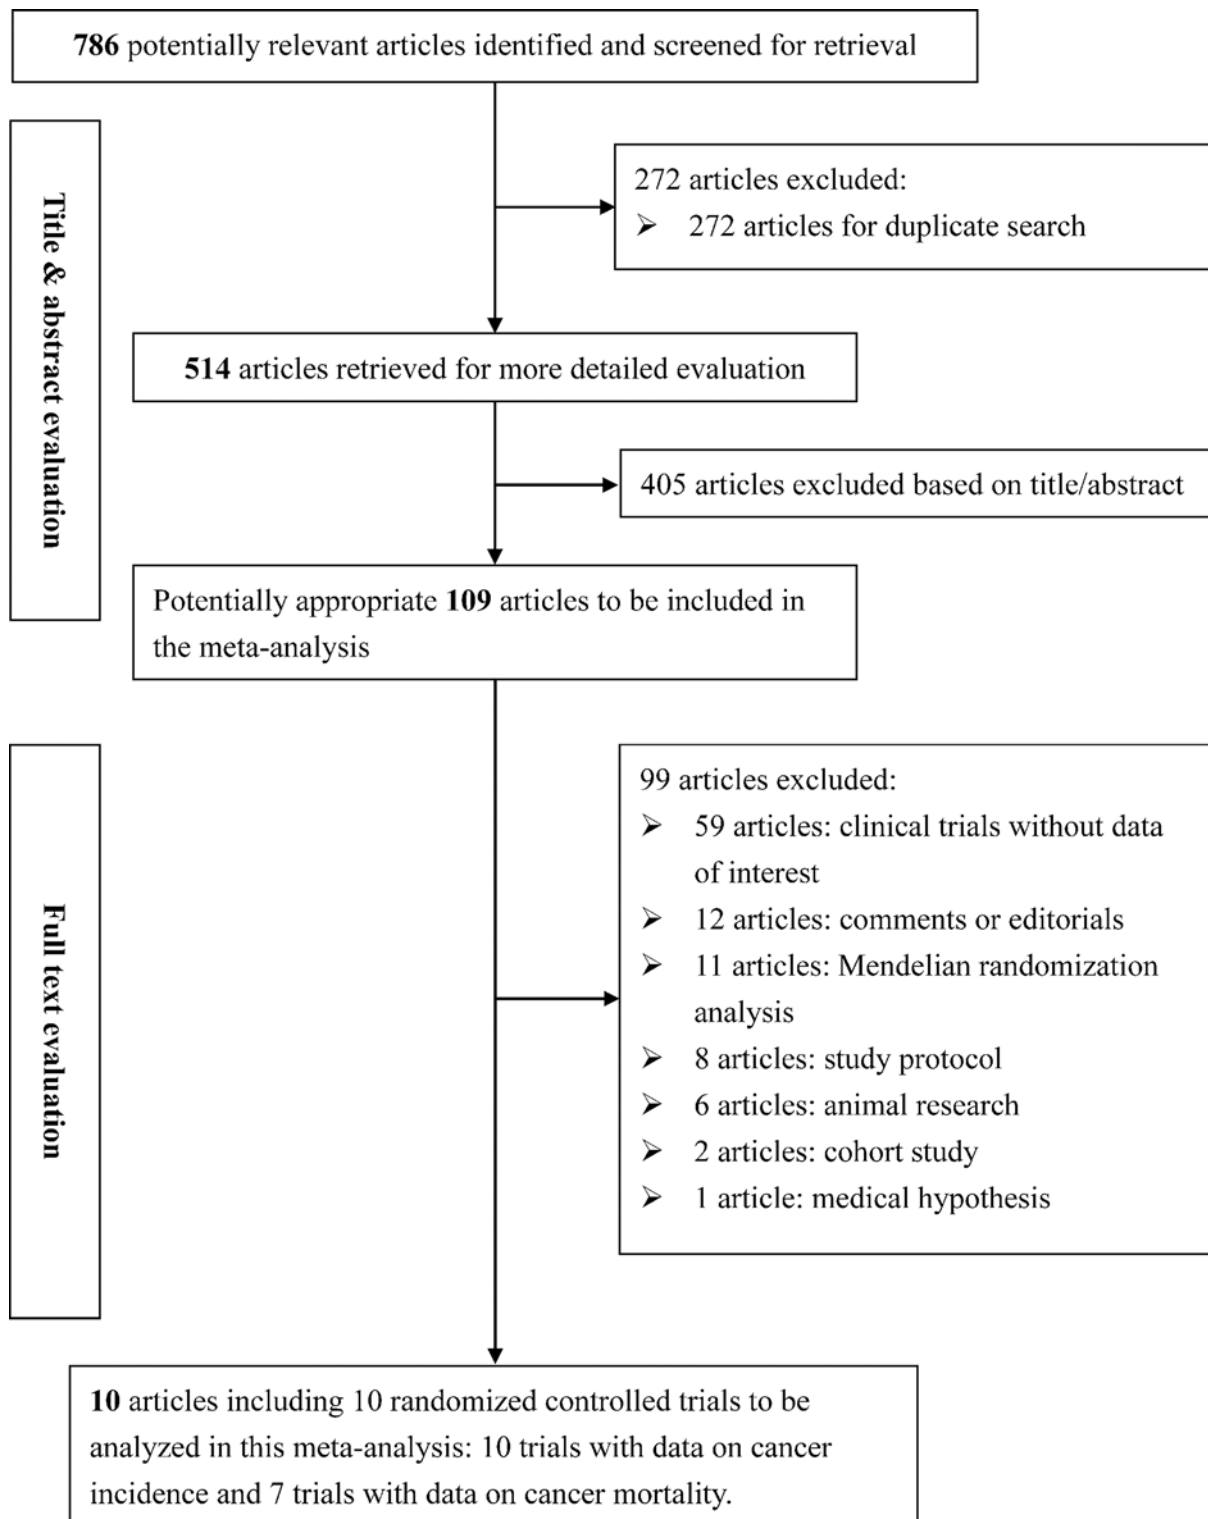 786 potentially relevant articles identified and screened for retrieval
Title & abstract evaluation
272 articles excluded:
➢ 272 articles for duplicate search
514 articles retrieved for more detailed evaluation
405 articles excluded based on title/abstract
Potentially appropriate 109 articles to be included in
the meta-analysis
Full text evaluation
99 articles excluded:
➢ 59 articles: clinical trials without data
of interest
➢ 12 articles: comments or editorials
➢ 11 articles: Mendelian randomization
analysis
➢ 8 articles: study protocol
➢ 6 articles: animal research
➢ 2 articles: cohort study
➢ 1 article: medical hypothesis
10 articles including 10 randomized controlled trials to be
analyzed in this meta-analysis: 10 trials with data on cancer
incidence and 7 trials with data on cancer mortality.